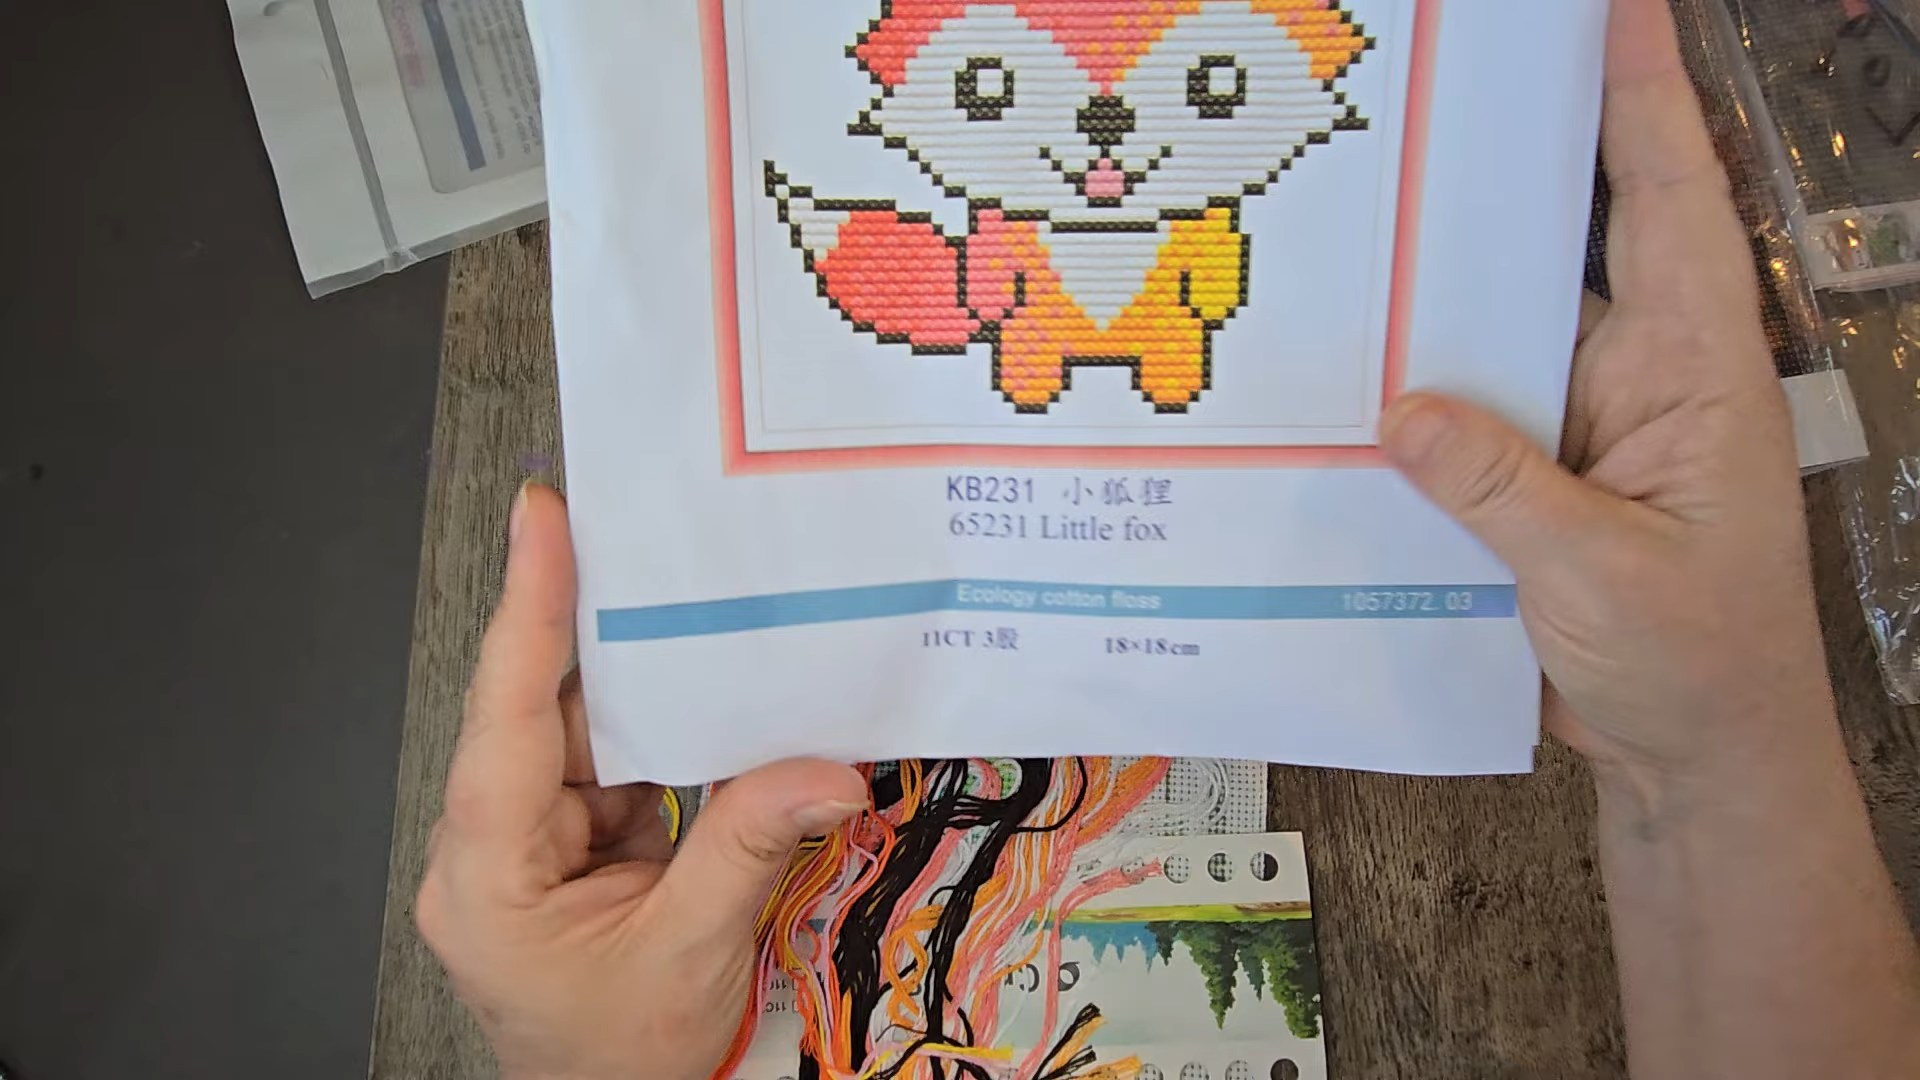 KB231 小狐狸
65231 Little fox
Ecology cotton floss 1057372. 03
11CT 3股 18×18cm